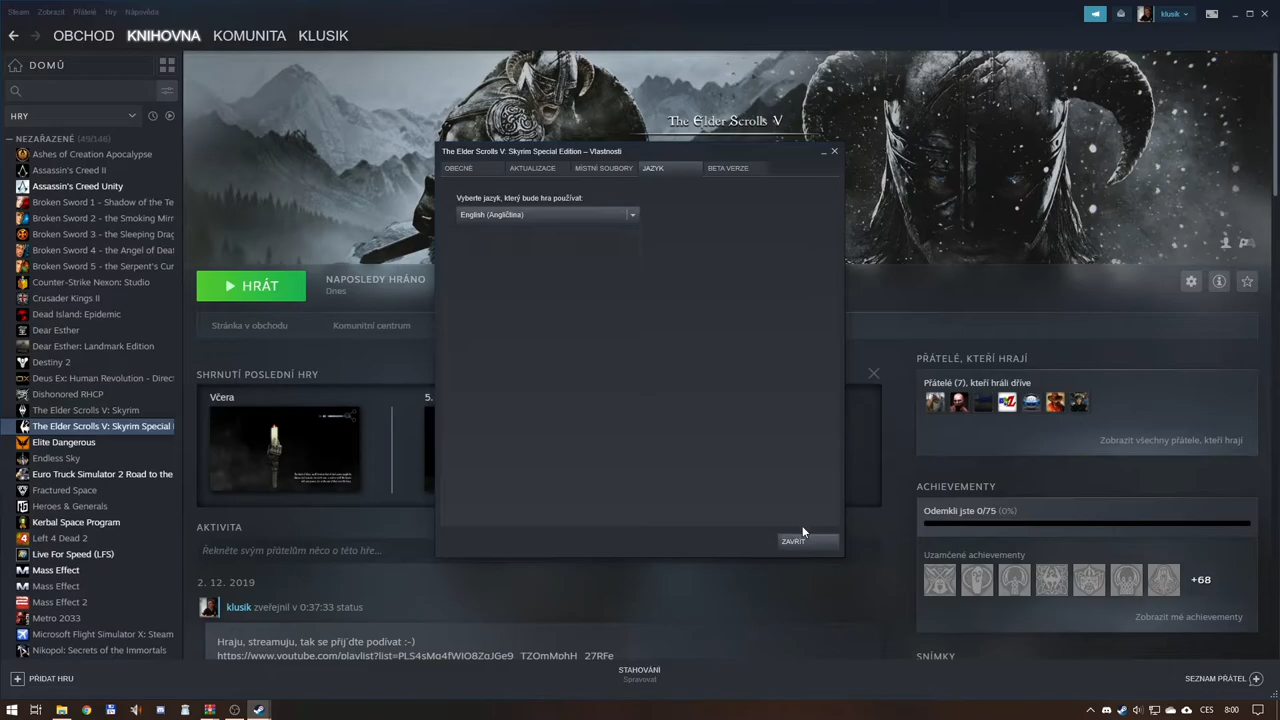 Steam Zobrazit Přátelé Hry Nápověda
klusik
OBCHOD KNIHOVNA KOMUNITA KLUSIK
DOMŮ
HRY
NEZAŘAZENÉ (49/146)
Ashes of Creation Apocalypse
Assassin's Creed II
Assassin's Creed Unity
Broken Sword 1 - Shadow of the Te
Broken Sword 2 - the Smoking Mirr
Broken Sword 3 - the Sleeping Drag
Broken Sword 4 - the Angel of Deat
Broken Sword 5 - the Serpent's Cur
Counter-Strike Nexon: Studio
Crusader Kings II
Dead Island: Epidemic
Dear Esther
Dear Esther: Landmark Edition
Destiny 2
Deus Ex: Human Revolution - Direct
Dishonored RHCP
The Elder Scrolls V: Skyrim
The Elder Scrolls V: Skyrim Special
Elite Dangerous
Endless Sky
Euro Truck Simulator 2 Road to the
Fractured Space
Heroes & Generals
Kerbal Space Program
Left 4 Dead 2
Live For Speed (LFS)
Mass Effect
Mass Effect
Mass Effect 2
Metro 2033
Microsoft Flight Simulator X: Steam
Nikopol: Secrets of the Immortals
PŘIDAT HRU
The Elder Scrolls V
The Elder Scrolls V: Skyrim Special Edition – Vlastnosti
OBECNÉ AKTUALIZACE MÍSTNÍ SOUBORY JAZYK BETA VERZE
Vyberte jazyk, který bude hra používat:
English (Angličtina)
ZAVŘÍT
HRÁT
NAPOSLEDY HRÁNO
Dnes
Stránka v obchodu Komunitní centrum
SHRNUTÍ POSLEDNÍ HRY
Včera
5.
AKTIVITA
Řekněte svým přátelům něco o této hře...
2. 12. 2019
klusik zveřejnil v 0:37:33 status
Hraju, streamuju, tak se přij´dte podívat :-)
PŘÁTELÉ, KTEŘÍ HRAJÍ
Přátelé (7), kteří hráli dříve
Zobrazit všechny přátele, kteří hrají
ACHIEVEMENTY
Odemkli jste 0/75 (0%)
Uzamčené achievementy
+68
Zobrazit mé achievementy
SNÍMKY
STAHOVÁNÍ
Spravovat
SEZNAM PŘÁTEL
CES 8:00